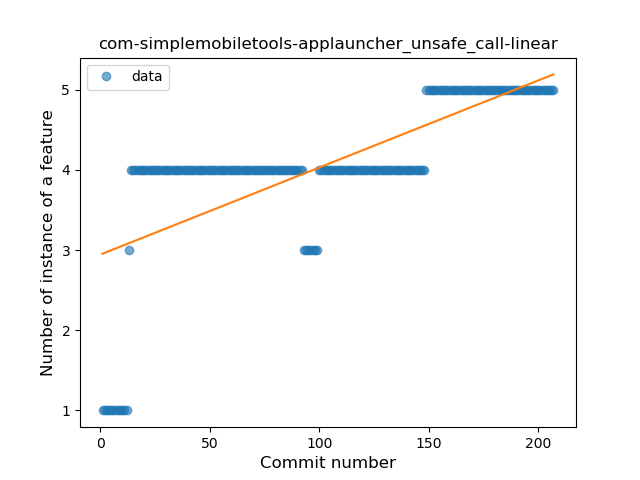 com-simplemobiletools-applauncher_unsafe_call-linear
data
Number of instance of a feature
5
4
3
2
1
0
50
100
150
200
Commit number